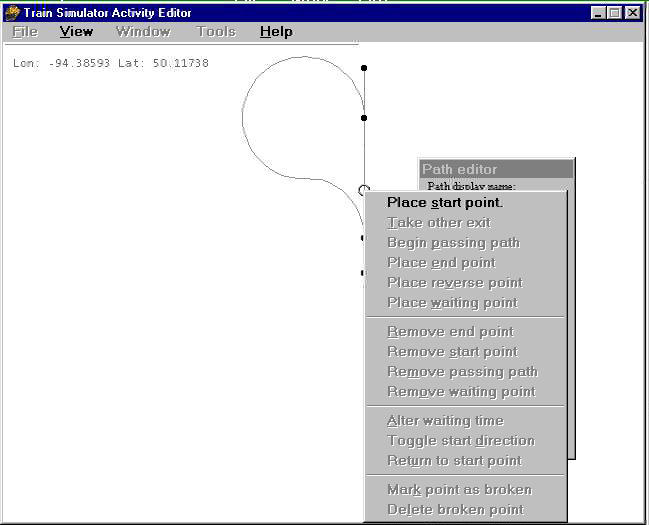 Train Simulator Activity Editor
File View Window Tools Help
Lon: -94.38593 Lat: 50.11738
Path editor
Path display name:
Place start point.
Take other exit
Begin passing path
Place end point
Place reverse point
Place waiting point
Remove end point
Remove start point
Remove passing path
Remove waiting point
Alter waiting time
Toggle start direction
Return to start point
Mark point as broken
Delete broken point